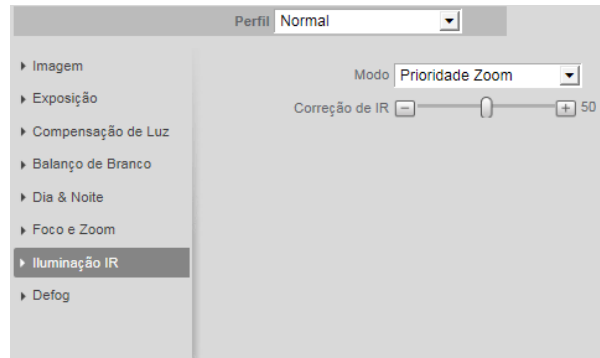 Perfil Normal
Imagem
Exposição
Compensação de Luz
Balanço de Branco
Dia & Noite
Foco e Zoom
Iluminação IR
Defog
Modo Prioridade Zoom
Correção de IR 50